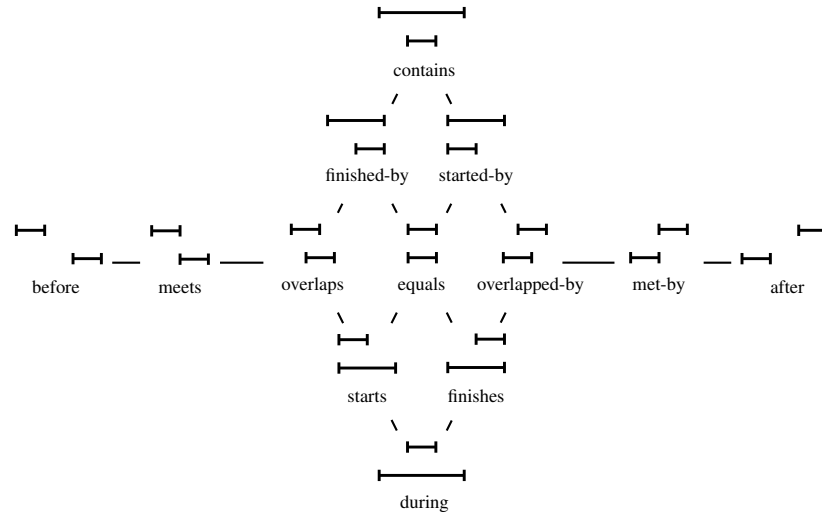 contains
finished-by started-by
before meets overlaps equals overlapped-by met-by after
starts finishes
during